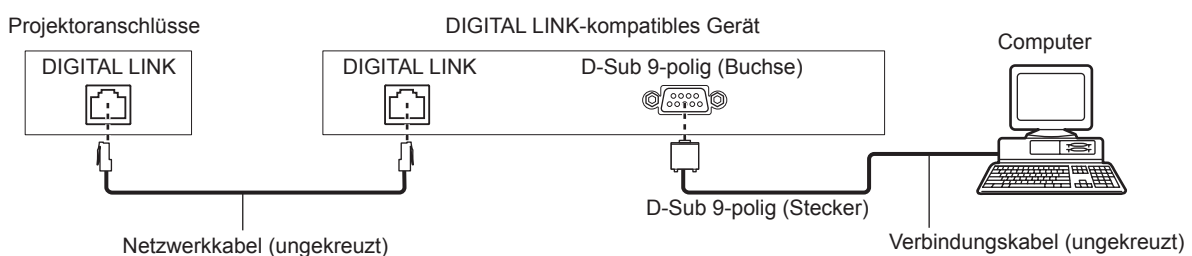 Projektoranschlüsse
DIGITAL LINK-kompatibles Gerät
Computer
DIGITAL LINK
DIGITAL LINK
D-Sub 9-polig (Buchse)
D-Sub 9-polig (Stecker)
Netzwerkkabel (ungekreuzt)
Verbindungskabel (ungekreuzt)